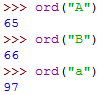 >>> ord("A")
65
>>> ord("B")
66
>>> ord("a")
97